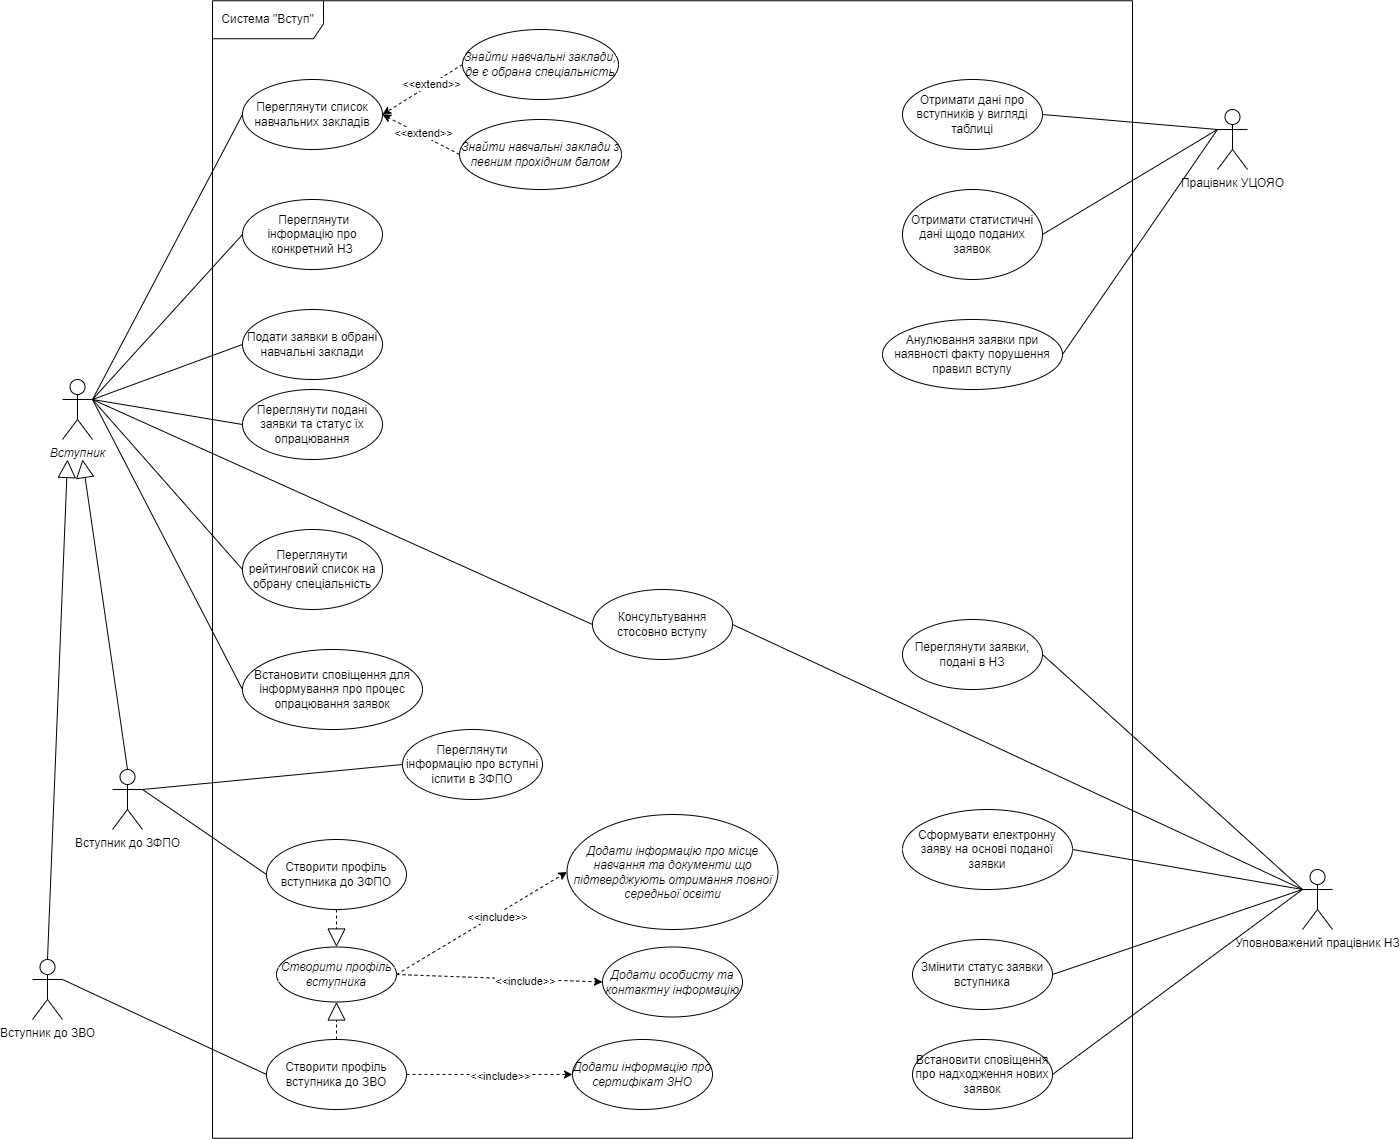 Система "Вступ"
Знайти навчальні заклади,
де є обрана спеціальність
<<extend>>
Переглянути список
навчальних закладів
<<extend>>
Знайти навчальні заклади з
певним прохідним балом
Отримати дані про
вступників у вигляді
таблиці
Працівник УЦОЯО
Переглянути
інформацію про
конкретний НЗ
Отримати статистичні
дані щодо поданих
заявок
Подати заявки в обрані
навчальні заклади
Анулювання заявки при
наявності факту порушення
правил вступу
Переглянути подані
заявки та статус їх
опрацювання
Вступник
Переглянути
рейтинговий список на
обрану спеціальність
Консультування
стосовно вступу
Переглянути заявки,
подані в НЗ
Встановити сповіщення для
інформування про процес
опрацювання заявок
Переглянути
інформацію про вступні
іспити в ЗФПО
Вступник до ЗФПО
Створити профіль
вступника до ЗФПО
Додати інформацію про місце
навчання та документи що
підтверджують отримання повної
середньої освіти
Сформувати електронну
заяву на основі поданої
заявки
<<include>>
Уповноважений працівник НЗ
Створити профіль
вступника
<<include>>
Додати особисту та
контактну інформацію
Змінити статус заявки
вступника
Вступник до ЗВО
Створити профіль
вступника до ЗВО
<<include>>
Додати інформацію про
сертифікат ЗНО
Встановити сповіщення
про надходження нових
заявок